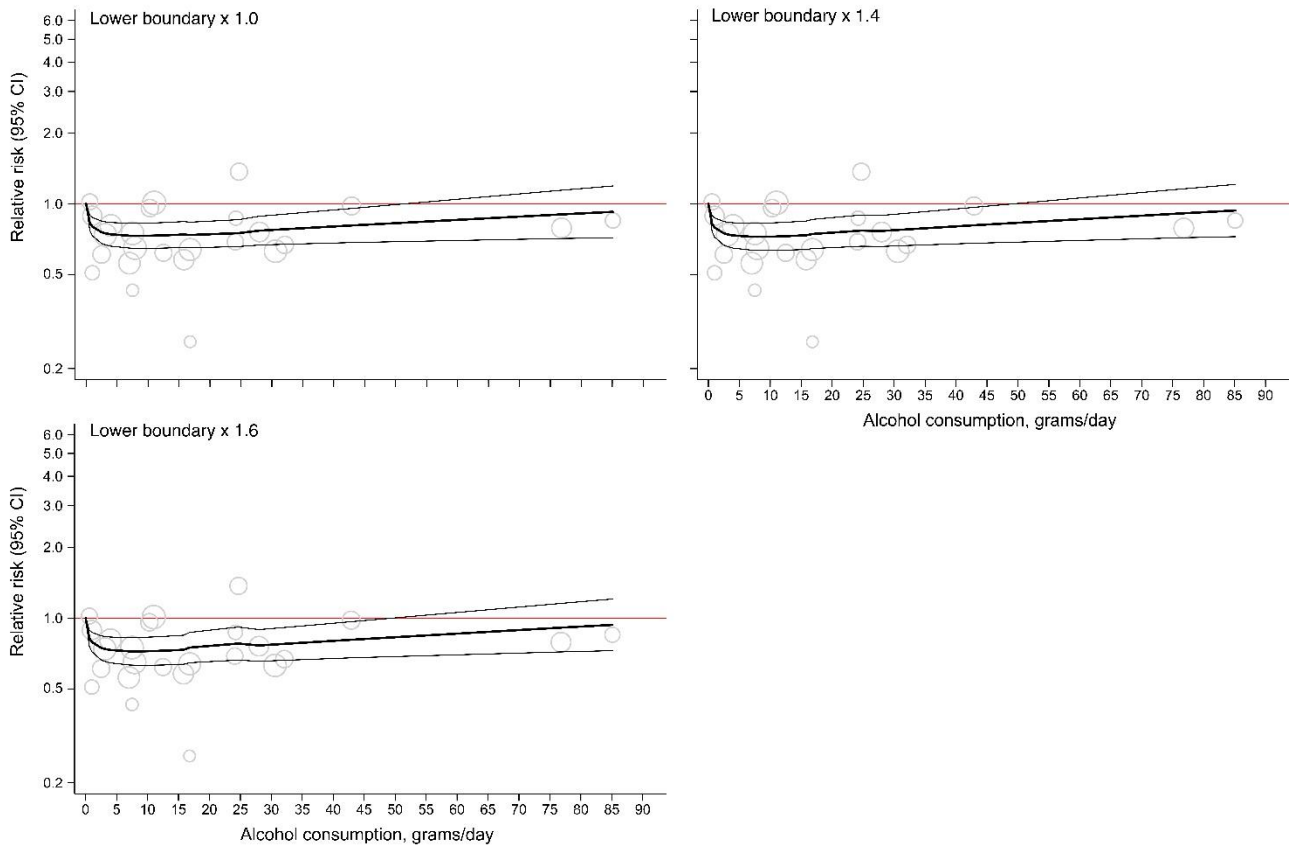 Lower boundary x 1.0
Relative risk (95% CI)
6.0
5.0
4.0
3.0
2.0
1.0
0.5
0.2
Lower boundary x 1.4
0 5 10 15 20 25 30 35 40 45 50 55 60 65 70 75 80 85 90
Alcohol consumption, grams/day
Lower boundary x 1.6
Relative risk (95% CI)
6.0
5.0
4.0
3.0
2.0
1.0
0.5
0.2
0 5 10 15 20 25 30 35 40 45 50 55 60 65 70 75 80 85 90
Alcohol consumption, grams/day